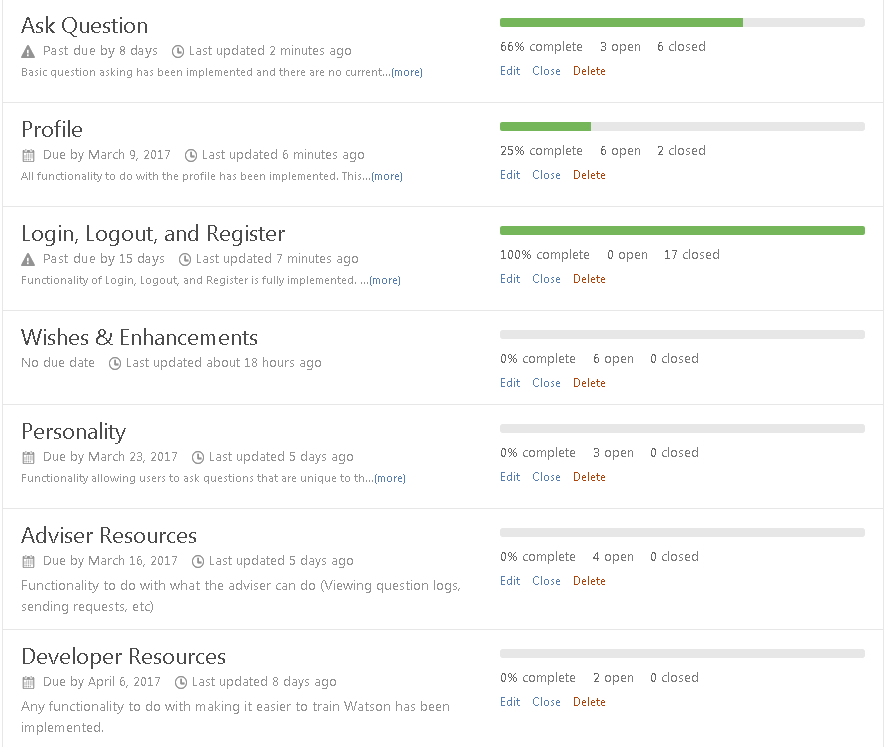 Ask Question
Past due by 8 days Last updated 2 minutes ago
Basic question asking has been implemented and there are no current...(more)
66% complete 3 open 6 closed
Edit Close Delete
Profile
Due by March 9, 2017 Last updated 6 minutes ago
All functionality to do with the profile has been implemented. This...(more)
25% complete 6 open 2 closed
Edit Close Delete
Login, Logout, and Register
Past due by 15 days Last updated 7 minutes ago
Functionality of Login, Logout, and Register is fully implemented. ...(more)
100% complete 0 open 17 closed
Edit Close Delete
Wishes & Enhancements
No due date Last updated about 18 hours ago
0% complete 6 open 0 closed
Edit Close Delete
Personality
Due by March 23, 2017 Last updated 5 days ago
Functionality allowing users to ask questions that are unique to th...(more)
0% complete 3 open 0 closed
Edit Close Delete
Adviser Resources
Due by March 16, 2017 Last updated 5 days ago
Functionality to do with what the adviser can do (Viewing question logs,
sending requests, etc)
0% complete 4 open 0 closed
Edit Close Delete
Developer Resources
Due by April 6, 2017 Last updated 8 days ago
Any functionality to do with making it easier to train Watson has been
implemented.
0% complete 2 open 0 closed
Edit Close Delete